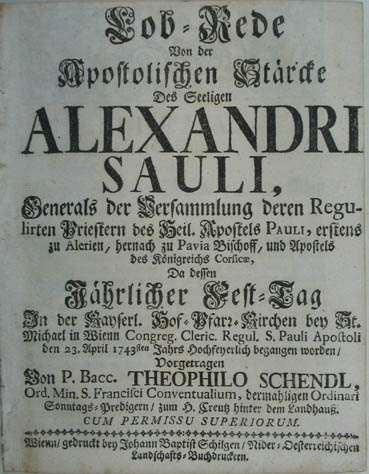 Lob-Rede
Von der
Apostolischen Stärcke
Des Seeligen
ALEXANDRI
SAULI,
Generals der Versammlung deren Regu-
lirten Priestern des Heil. Apostels PAULI, erstens
zu Alerien/ hernach zu Pavia Bischoff, und Apostels
des Königreichs Corsicæ,
Da dessen
Jährlicher Fest-Tag
In der Kayserl. Hof-Pfarr-Kirchen bey St.
Michael in Wienn Congreg. Cleric. Regul. S. Pauli Apostoli
den 23. April 1743sten Jahrs Hochfeyerlich begangen worden/
Vorgetragen
Von P. Bacc. THEOPHILO SCHENDL,
Ord. Min. S. Francisci Conventualium, dermahligen Ordinari
Sonntags-Predigern/ zum H. Creutz hinter dem Landhauß.
CUM PERMISSU SUPERIORUM.
Wienn/ gedruckt bey Johann Baptist Schilgen/ Nider-Oesterreichischen
Landschafts-Buchdruckern.